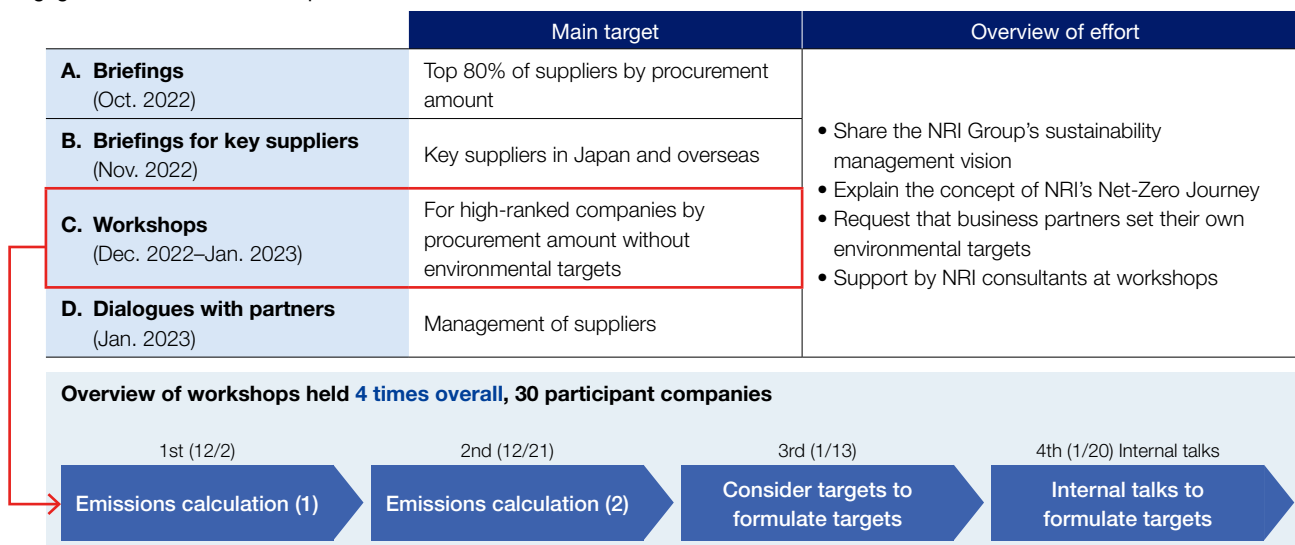 Main target
Overview of effort
A. Briefings
(Oct. 2022)
Top 80% of suppliers by procurement
amount
B. Briefings for key suppliers
(Nov. 2022)
Key suppliers in Japan and overseas
C. Workshops
(Dec. 2022–Jan. 2023)
For high-ranked companies by
procurement amount without
environmental targets
D. Dialogues with partners
(Jan. 2023)
Management of suppliers
• Share the NRI Group's sustainability
management vision
• Explain the concept of NRI's Net-Zero Journey
• Request that business partners set their own
environmental targets
• Support by NRI consultants at workshops
Overview of workshops held 4 times overall, 30 participant companies
1st (12/2)
Emissions calculation (1)
2nd (12/21)
Emissions calculation (2)
3rd (1/13)
Consider targets to
formulate targets
4th (1/20) Internal talks
Internal talks to
formulate targets